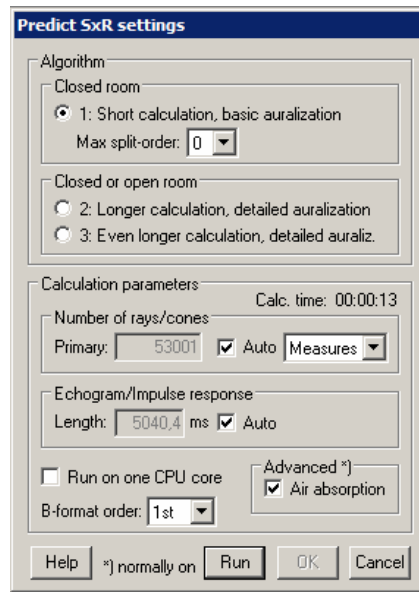 Predict SxR settings
Algorithm
Closed room
1: Short calculation, basic auralization
Max split-order: 0
Closed or open room
2: Longer calculation, detailed auralization
3: Even longer calculation, detailed auraliz.
Calculation parameters
Calc. time: 00:00:13
Number of rays/cones
Primary: 53001 Auto Measures
Echogram/Impulse response
Length: 5040,4 ms Auto
Run on one CPU core
Advanced *)
Air absorption
B-format order: 1st
Help *) normally on Run OK Cancel